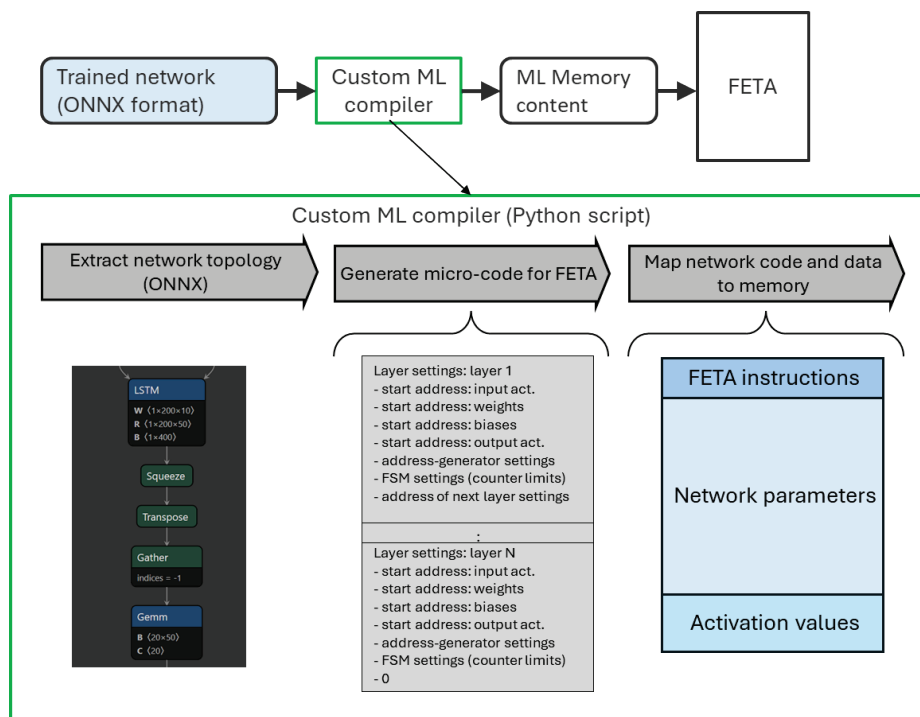 Trained network
(ONNX format)
Custom ML
compiler
ML Memory
content
FETA
Custom ML compiler (Python script)
Extract network topology
(ONNX)
Generate micro-code for FETA
Map network code and data
to memory
LSTM
W ⟨1×200×10⟩
R ⟨1×200×50⟩
B ⟨1×400⟩
Squeeze
Transpose
Gather
indices = -1
Gemm
B ⟨20×50⟩
C ⟨20⟩
Layer settings: layer 1
- start address: input act.
- start address: weights
- start address: biases
- start address: output act.
- address-generator settings
- FSM settings (counter limits)
- address of next layer settings
:
Layer settings: layer N
- start address: input act.
- start address: weights
- start address: biases
- start address: output act.
- address-generator settings
- FSM settings (counter limits)
- 0
FETA instructions
Network parameters
Activation values